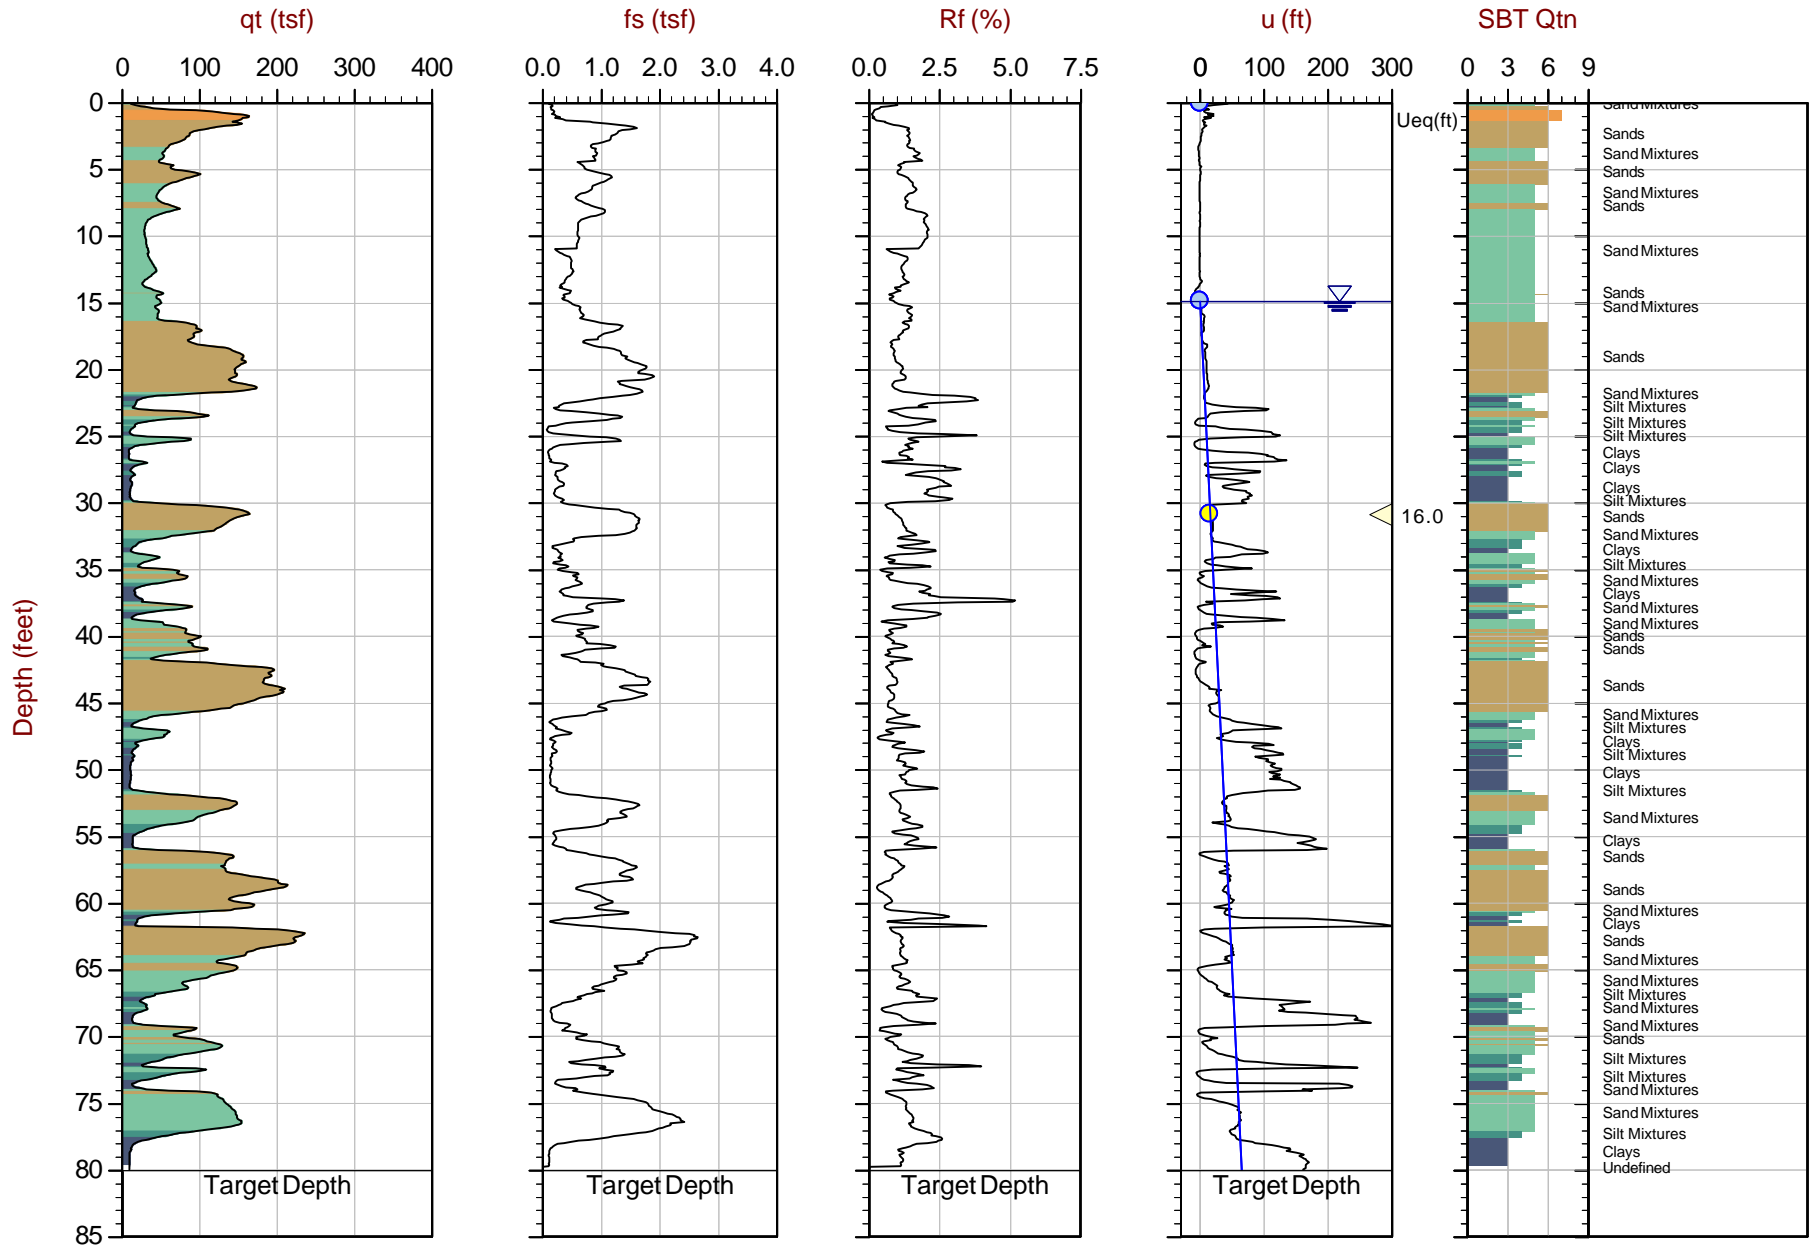 qt (tsf) fs (tsf) Rf (%) u (ft) SBT Qtn
0 100 200 300 400 0.0 1.0 2.0 3.0 4.0 0.0 2.5 5.0 7.5 0 100 200 300 0 3 6 9
0
5
10
15
20
25
30
35
40
45
50
55
60
65
70
75
80
85
Depth (feet)
Ueq(ft)
16.0
Sand Mixtures
Sands
Sand Mixtures
Sands
Sand Mixtures
Sands
Sand Mixtures
Sands
Sand Mixtures
Sands
Sand Mixtures
Silt Mixtures
Silt Mixtures
Silt Mixtures
Clays
Clays
Clays
Silt Mixtures
Sands
Sand Mixtures
Clays
Silt Mixtures
Sand Mixtures
Clays
Sand Mixtures
Sand Mixtures
Sands
Sands
Sands
Sand Mixtures
Silt Mixtures
Clays
Silt Mixtures
Clays
Silt Mixtures
Sand Mixtures
Clays
Sands
Sands
Sand Mixtures
Clays
Sands
Sand Mixtures
Sand Mixtures
Silt Mixtures
Sand Mixtures
Sand Mixtures
Sands
Silt Mixtures
Silt Mixtures
Sand Mixtures
Sand Mixtures
Silt Mixtures
Clays
Undefined
Target Depth Target Depth Target Depth Target Depth